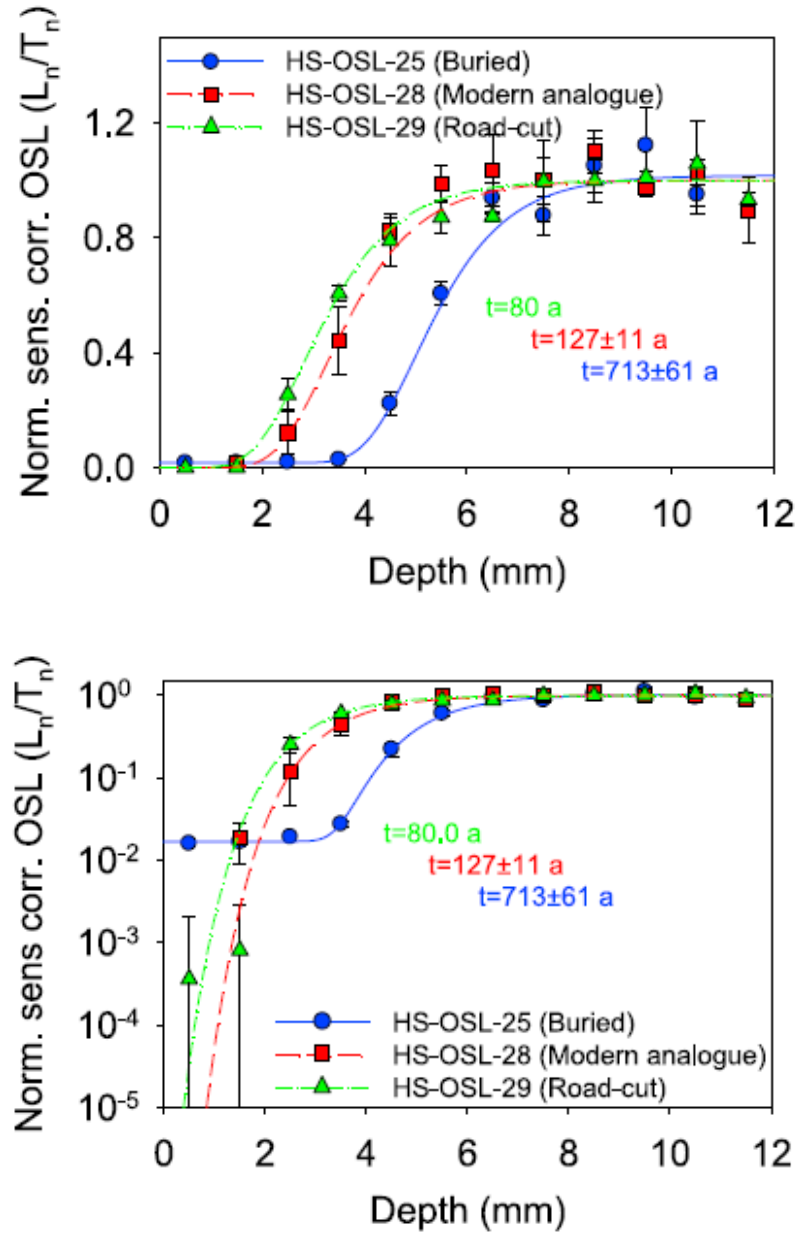 Norm. sens. corr. OSL (Lₙ/Tₙ)
HS-OSL-25 (Buried)
HS-OSL-28 (Modern analogue)
HS-OSL-29 (Road-cut)
1.2
0.8
0.4
0.0
t=80 a
t=127±11 a
t=713±61 a
0 2 4 6 8 10 12
Depth (mm)
Norm. sens corr. OSL (Lₙ/Tₙ)
10⁰
10⁻¹
10⁻²
10⁻³
10⁻⁴
10⁻⁵
t=80.0 a
t=127±11 a
t=713±61 a
HS-OSL-25 (Buried)
HS-OSL-28 (Modern analogue)
HS-OSL-29 (Road-cut)
0 2 4 6 8 10 12
Depth (mm)